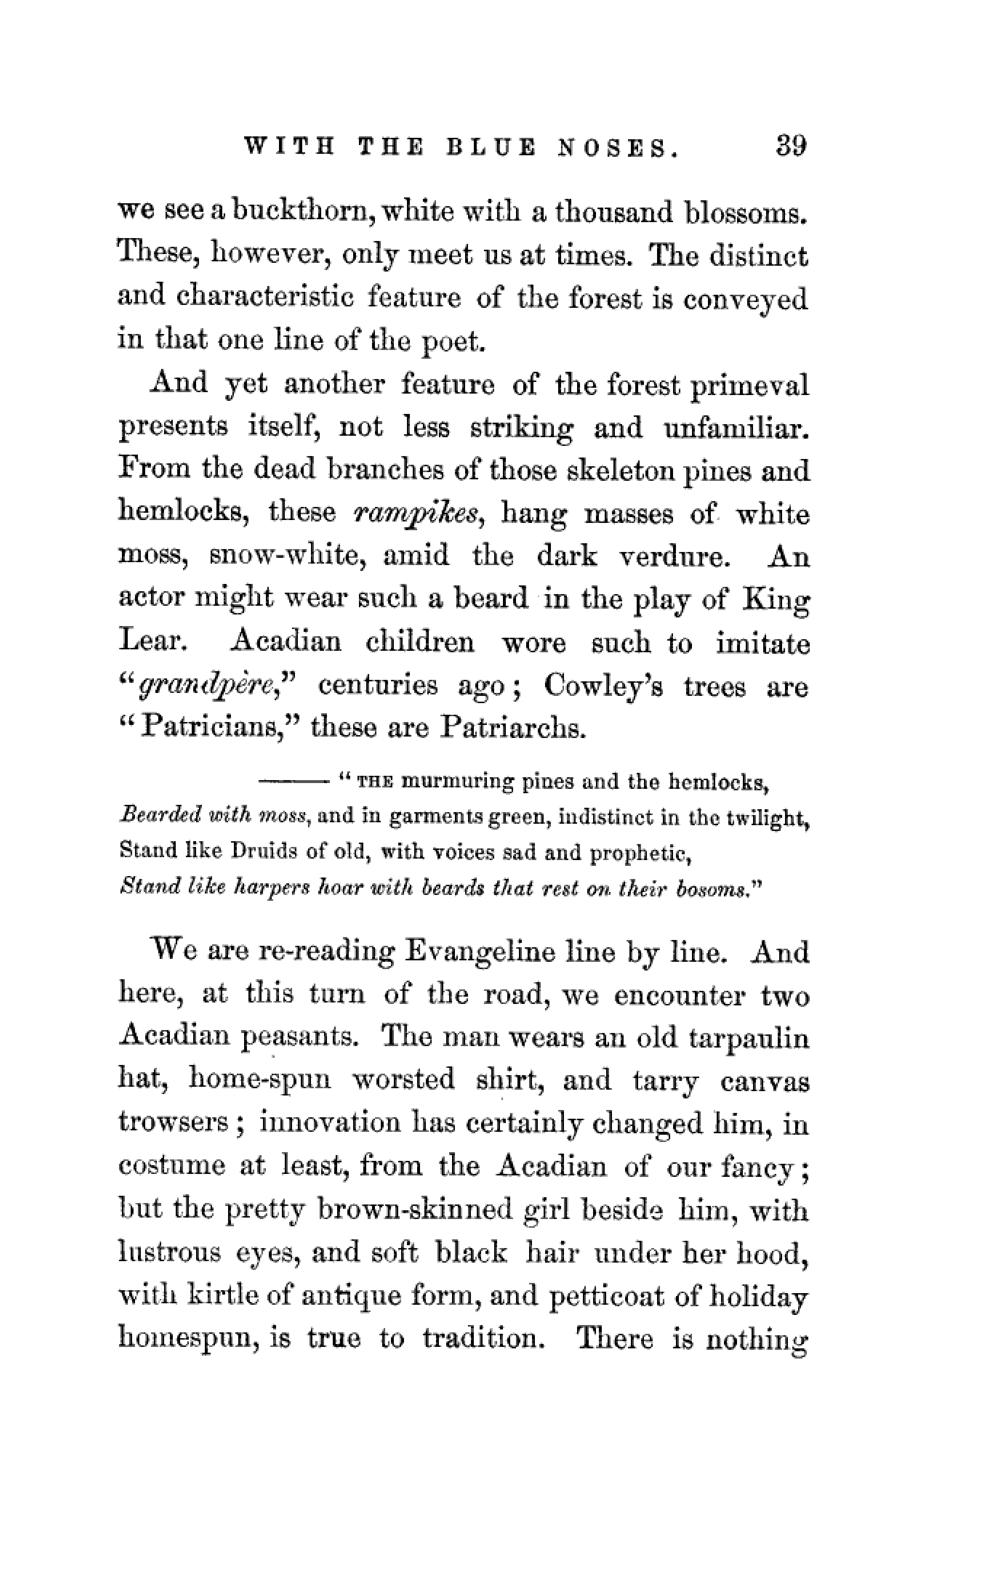 WITH THE BLUE NOSES. 39
we see a buckthorn, white with a thousand blossoms.
These, however, only meet us at times. The distinct
and characteristic feature of the forest is conveyed
in that one line of the poet.
And yet another feature of the forest primeval
presents itself, not less striking and unfamiliar.
From the dead branches of those skeleton pines and
hemlocks, these rampikes, hang masses of white
moss, snow-white, amid the dark verdure. An
actor might wear such a beard in the play of King
Lear. Acadian children wore such to imitate
“grandpère,” centuries ago; Cowley’s trees are
“Patricians,” these are Patriarchs.
——— “THE murmuring pines and the hemlocks,
Bearded with moss, and in garments green, indistinct in the twilight,
Stand like Druids of old, with voices sad and prophetic,
Stand like harpers hoar with beards that rest on their bosoms.”
We are re-reading Evangeline line by line. And
here, at this turn of the road, we encounter two
Acadian peasants. The man wears an old tarpaulin
hat, home-spun worsted shirt, and tarry canvas
trowsers; innovation has certainly changed him, in
costume at least, from the Acadian of our fancy;
but the pretty brown-skinned girl beside him, with
lustrous eyes, and soft black hair under her hood,
with kirtle of antique form, and petticoat of holiday
homespun, is true to tradition. There is nothing